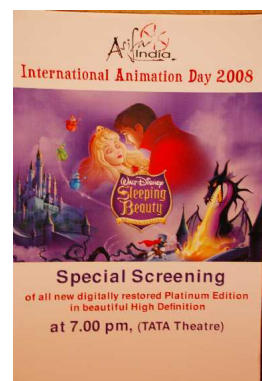 Asifa
India
International Animation Day 2008
Walt Disney
Sleeping
Beauty
Special Screening
of all new digitally restored Platinum Edition
in beautiful High Definition
at 7.00 pm, (TATA Theatre)